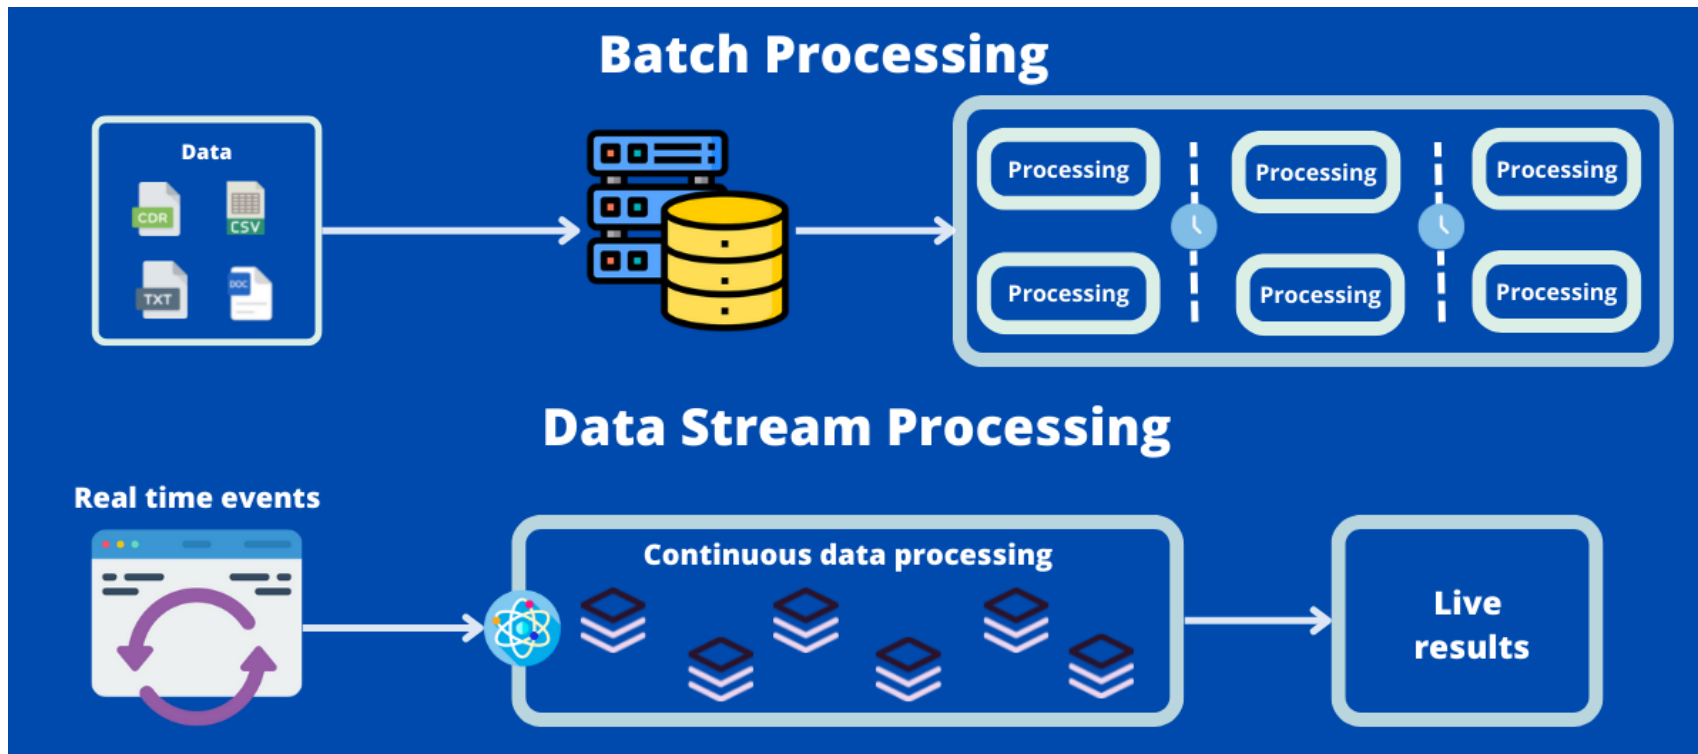 Batch Processing
Data
CDR
CSV
TXT
DOC
Processing
Processing
Processing
Processing
Processing
Processing
Data Stream Processing
Real time events
Continuous data processing
Live
results